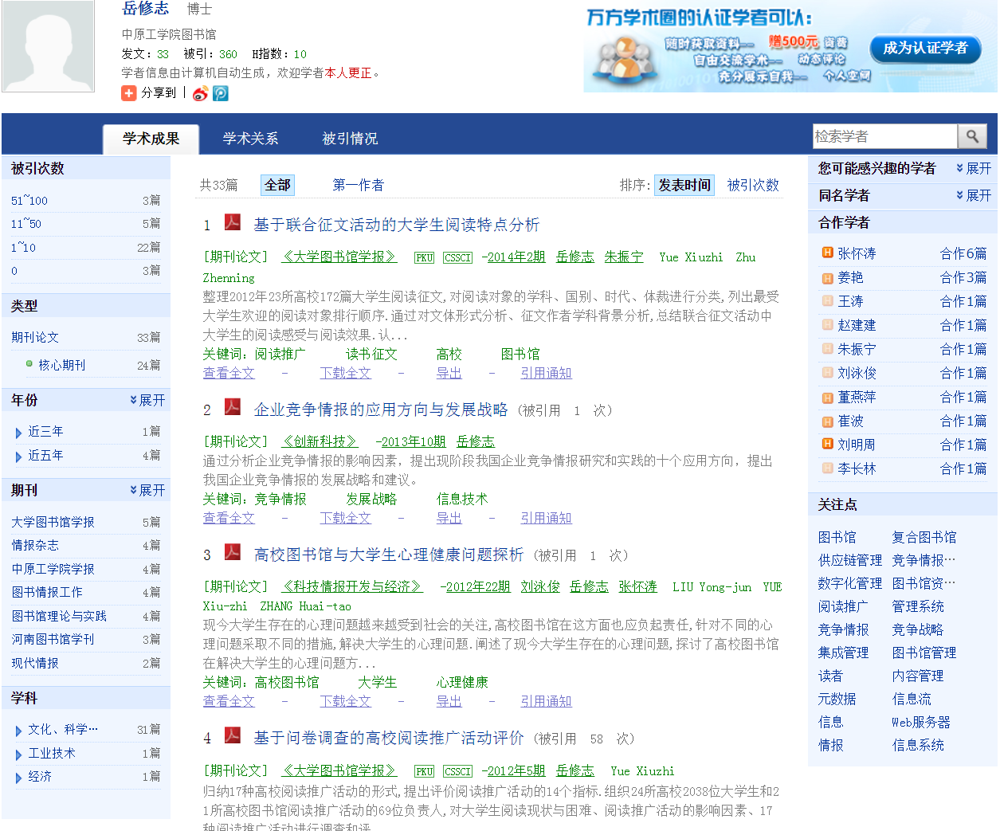 岳修志 博士
中原工学院图书馆
发文：33 被引：360 H指数：10
学者信息由计算机自动生成，欢迎学者本人更正。
分享到 |
万方学术圈的认证学者可以：
随时获取资料— 赠500元 资费
自由交流学术— 动态评论
充分展示自我— 个人空间
成为认证学者
学术成果 学术关系 被引情况
检索学者
被引次数
51~100 3篇
11~50 5篇
1~10 22篇
0 3篇
类型
期刊论文 33篇
核心期刊 24篇
年份 展开
近三年 1篇
近五年 4篇
期刊 展开
大学图书馆学报 5篇
情报杂志 4篇
中原工学院学报 4篇
图书情报工作 4篇
图书馆理论与实践 4篇
河南图书馆学刊 3篇
现代情报 2篇
学科
文化、科学… 31篇
工业技术 1篇
经济 1篇
共33篇 全部 第一作者 排序: 发表时间 被引次数
1 基于联合征文活动的大学生阅读特点分析
[期刊论文] 《大学图书馆学报》 PKU CSSCI -2014年2期 岳修志 朱振宁 Yue Xiuzhi Zhu
Zhenning
整理2012年23所高校172篇大学生阅读征文,对阅读对象的学科、国别、时代、体裁进行分类,列出最受
大学生欢迎的阅读对象排行顺序.通过对文体形式分析、征文作者学科背景分析,总结联合征文活动中
大学生的阅读感受与阅读效果.认...
关键词: 阅读推广 读书征文 高校 图书馆
查看全文 - 下载全文 - 导出 - 引用通知
2 企业竞争情报的应用方向与发展战略 (被引用 1 次)
[期刊论文] 《创新科技》 -2013年10期 岳修志
通过分析企业竞争情报的影响因素，提出现阶段我国企业竞争情报研究和实践的十个应用方向，提出
我国企业竞争情报的发展战略和建议。
关键词: 竞争情报 发展战略 信息技术
查看全文 - 下载全文 - 导出 - 引用通知
3 高校图书馆与大学生心理健康问题探析 (被引用 1 次)
[期刊论文] 《科技情报开发与经济》 -2012年22期 刘泳俊 岳修志 张怀涛 LIU Yong-jun YUE
Xiu-zhi ZHANG Huai-tao
现今大学生存在的心理问题越来越受到社会的关注,高校图书馆在这方面也应负起责任,针对不同的心
理问题采取不同的措施,解决大学生的心理问题.阐述了现今大学生存在的心理问题,探讨了高校图书馆
在解决大学生的心理问题方...
关键词: 高校图书馆 大学生 心理健康
查看全文 - 下载全文 - 导出 - 引用通知
4 基于问卷调查的高校阅读推广活动评价 (被引用 58 次)
[期刊论文] 《大学图书馆学报》 PKU CSSCI -2012年5期 岳修志 Yue Xiuzhi
归纳17种高校阅读推广活动的形式,提出评价阅读推广活动的14个指标.组织24所高校2038位大学生和2
1所高校图书馆阅读推广活动的69位负责人,对大学生阅读现状与困难、阅读推广活动的影响因素、17
种阅读推广活动进行调查和评
您可能感兴趣的学者 展开
同名学者 展开
合作学者
H 张怀涛 合作6篇
H 姜艳 合作3篇
H 王涛 合作1篇
H 赵建建 合作1篇
H 朱振宁 合作1篇
H 刘泳俊 合作1篇
H 董燕萍 合作1篇
H 崔波 合作1篇
H 刘明周 合作1篇
H 李长林 合作1篇
关注点
图书馆 复合图书馆
供应链管理 竞争情报…
数字化管理 图书馆资…
阅读推广 管理系统
竞争情报 竞争战略
集成管理 图书馆管理
读者 内容管理
元数据 信息流
信息 Web服务器
情报 信息系统